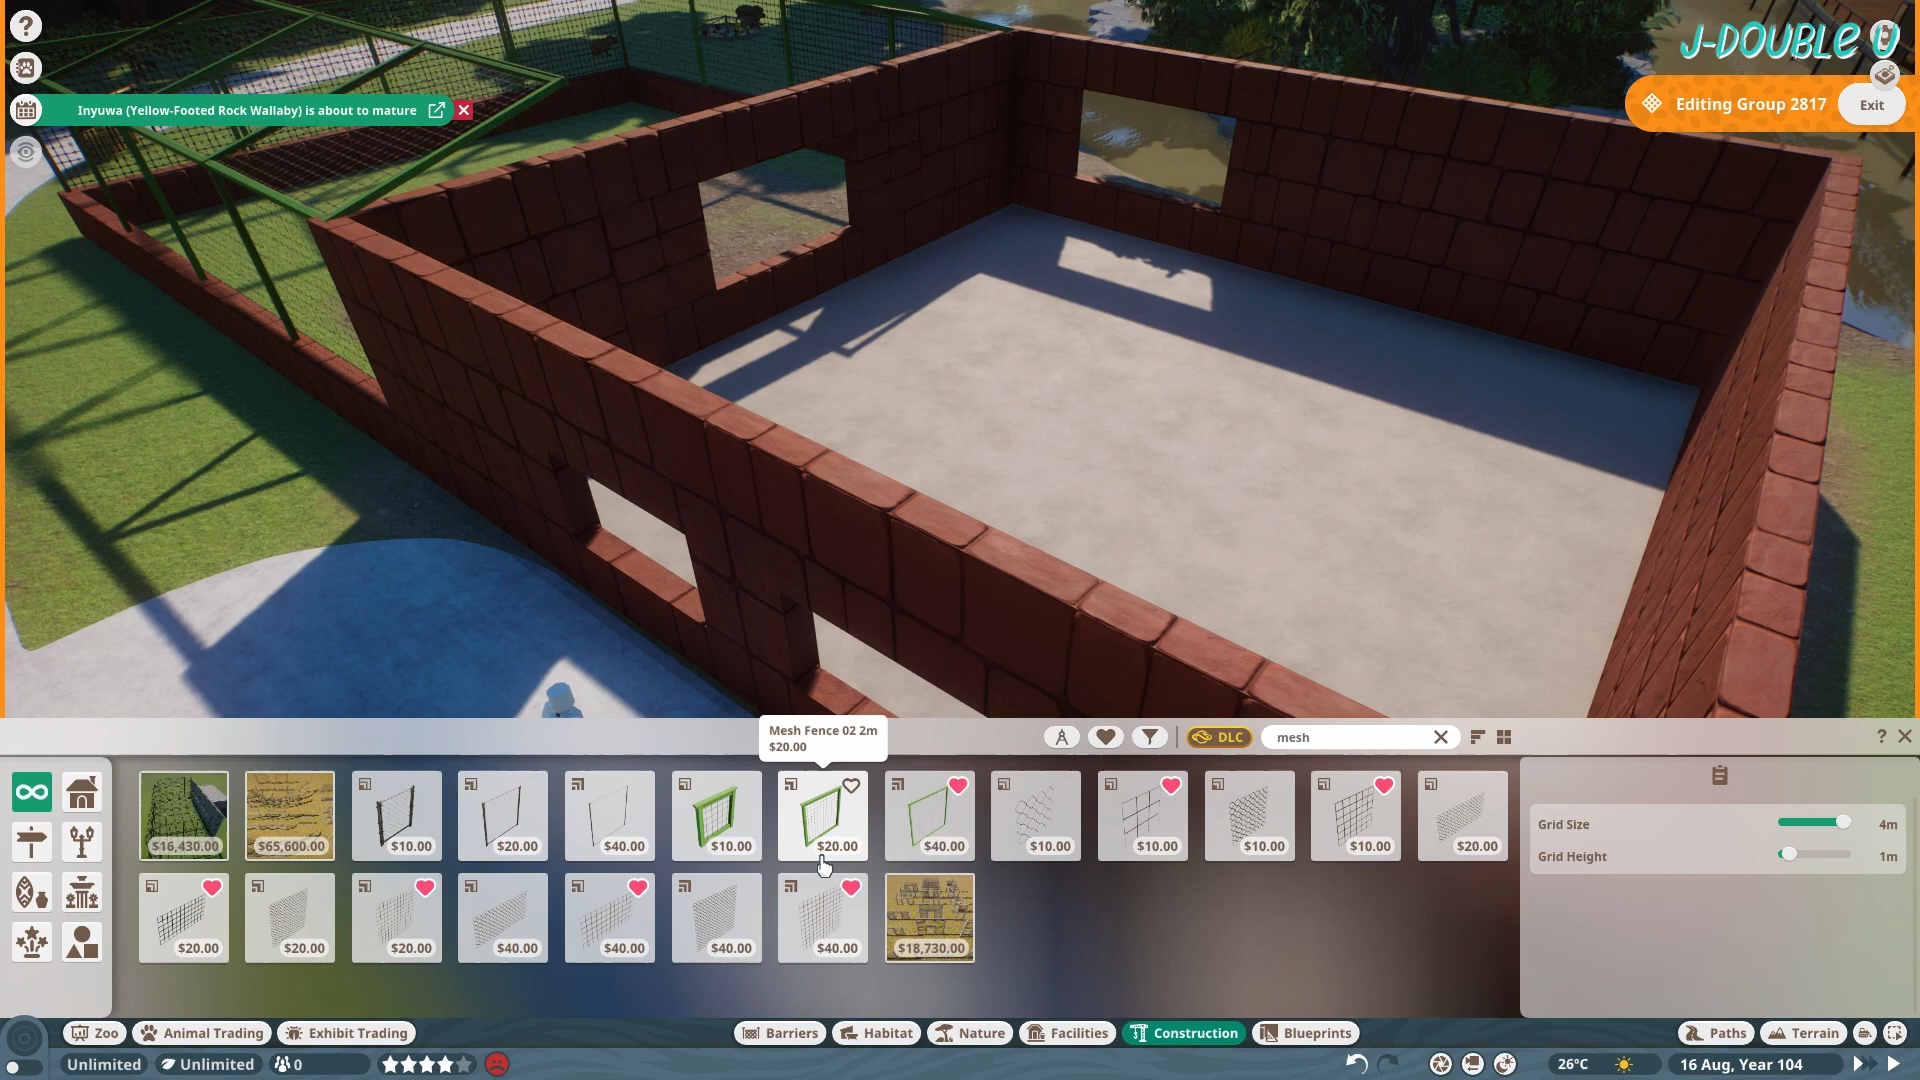 ?
J-DOUBLE U
Inyuwa (Yellow-Footed Rock Wallaby) is about to mature
Editing Group 2817
Exit
Mesh Fence 02 2m
$20.00
DLC
mesh
?
$16,430.00
$65,600.00
$10.00
$20.00
$40.00
$10.00
$20.00
$40.00
$10.00
$10.00
$10.00
$10.00
$20.00
$20.00
$20.00
$20.00
$40.00
$40.00
$40.00
$40.00
$18,730.00
Grid Size
4m
Grid Height
1m
Zoo
Animal Trading
Exhibit Trading
Barriers
Habitat
Nature
Facilities
Construction
Blueprints
Paths
Terrain
Unlimited
Unlimited
0
26°C
16 Aug, Year 104